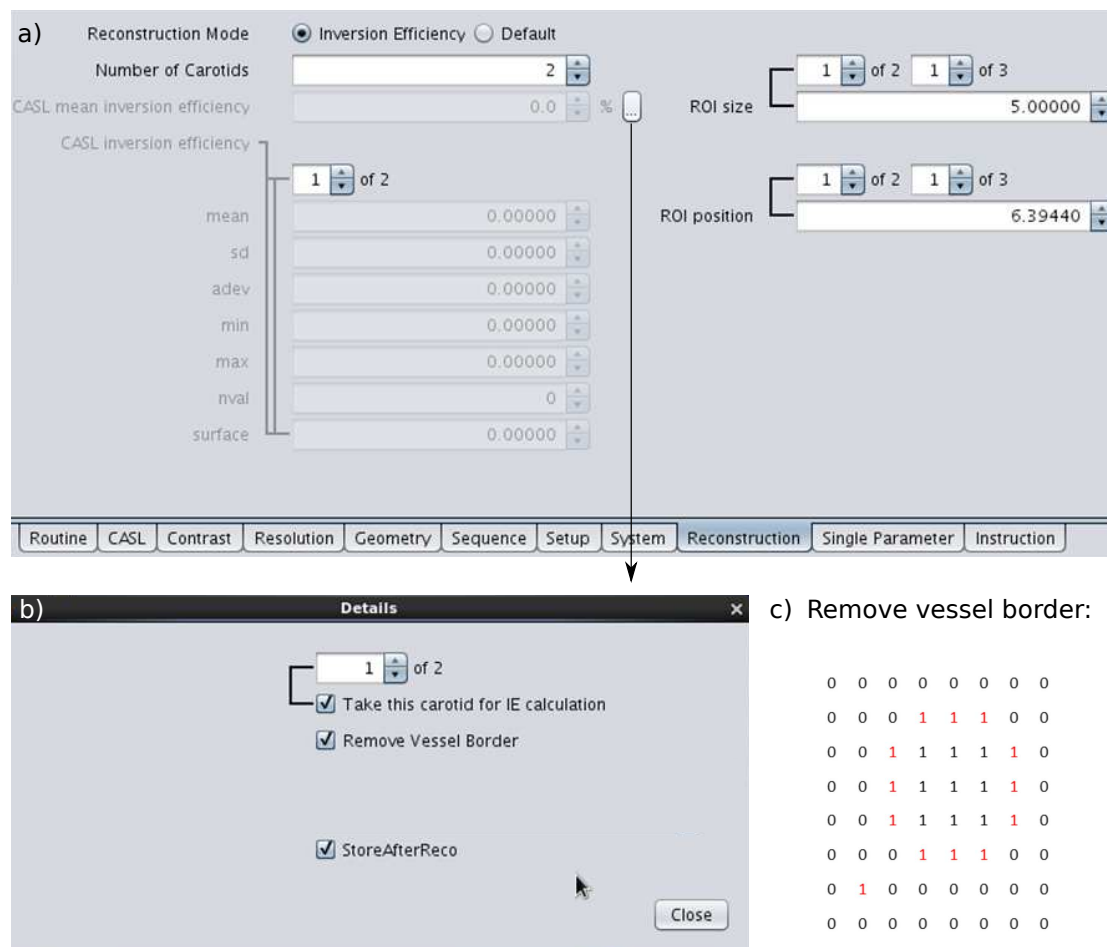 a)
Reconstruction Mode Inversion Efficiency Default
Number of Carotids 2
CASL mean inversion efficiency 0.0 % ...
CASL inversion efficiency
1 of 2
mean 0.00000
sd 0.00000
adev 0.00000
min 0.00000
max 0.00000
nval 0
surface 0.00000
1 of 2 1 of 3
ROI size 5.00000
1 of 2 1 of 3
ROI position 6.39440
Routine CASL Contrast Resolution Geometry Sequence Setup System Reconstruction Single Parameter Instruction
b) Details ×
1 of 2
Take this carotid for IE calculation
Remove Vessel Border
StoreAfterReco
Close
c) Remove vessel border:
0 0 0 0 0 0 0 0
0 0 0 1 1 1 0 0
0 0 1 1 1 1 1 0
0 0 1 1 1 1 1 0
0 0 1 1 1 1 1 0
0 0 0 1 1 1 0 0
0 1 0 0 0 0 0 0
0 0 0 0 0 0 0 0